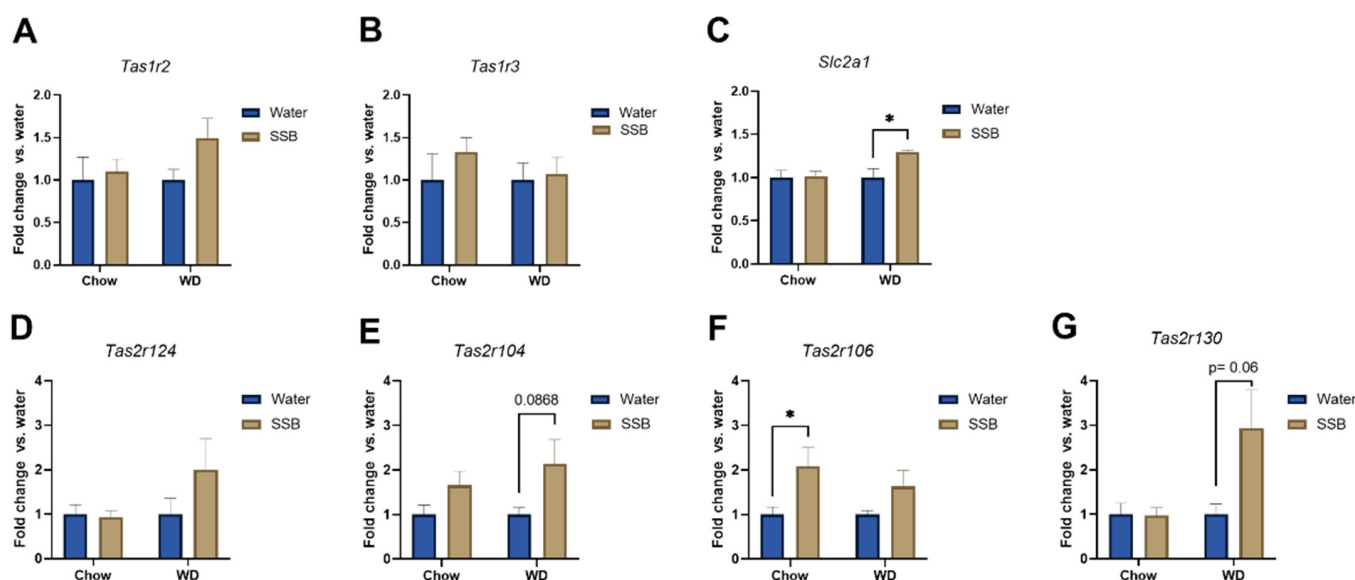 A
Tas1r2
Fold change vs. water
2.0
1.5
1.0
0.5
0.0
Chow
WD
Water
SSB
B
Tas1r3
Fold change vs. water
2.0
1.5
1.0
0.5
0.0
Chow
WD
Water
SSB
C
Slc2a1
Fold change vs. water
2.0
1.5
1.0
0.5
0.0
*
Chow
WD
Water
SSB
D
Tas2r124
Fold change vs. water
4
3
2
1
0
Chow
WD
Water
SSB
E
Tas2r104
Fold change vs. water
4
3
2
1
0
0.0868
Chow
WD
Water
SSB
F
Tas2r106
Fold change vs. water
4
3
2
1
0
*
Chow
WD
Water
SSB
G
Tas2r130
Fold change vs. water
4
3
2
1
0
p= 0.06
Chow
WD
Water
SSB